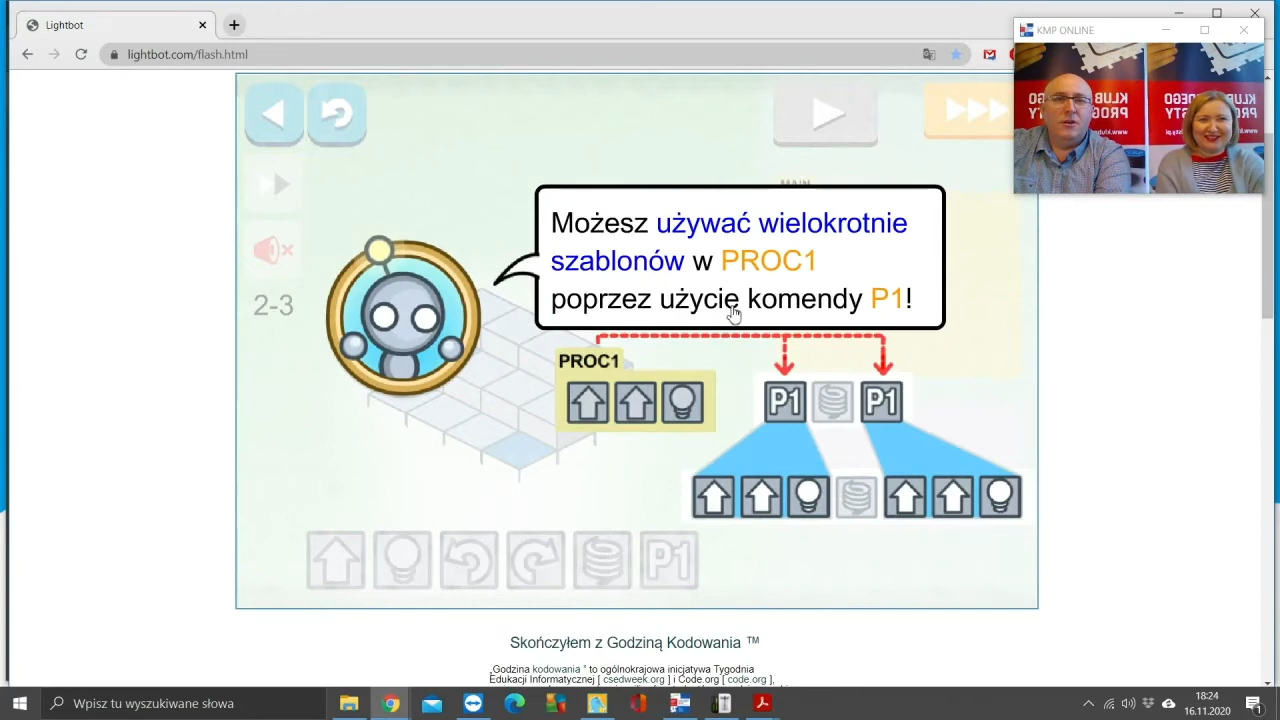 Lightbot
lightbot.com/flash.html
KMP ONLINE
MAIN
Możesz używać wielokrotnie
szablonów w PROC1
poprzez użycie komendy P1!
2-3
PROC1
P1
P1
P1
Skończyłem z Godziną Kodowania ™
„Godzina kodowania ” to ogólnokrajowa inicjatywa Tygodnia
Edukacji Informatycznej [ csedweek.org ] i Code.org [ code.org ],
Wpisz tu wyszukiwane słowa
18:24
16.11.2020
1